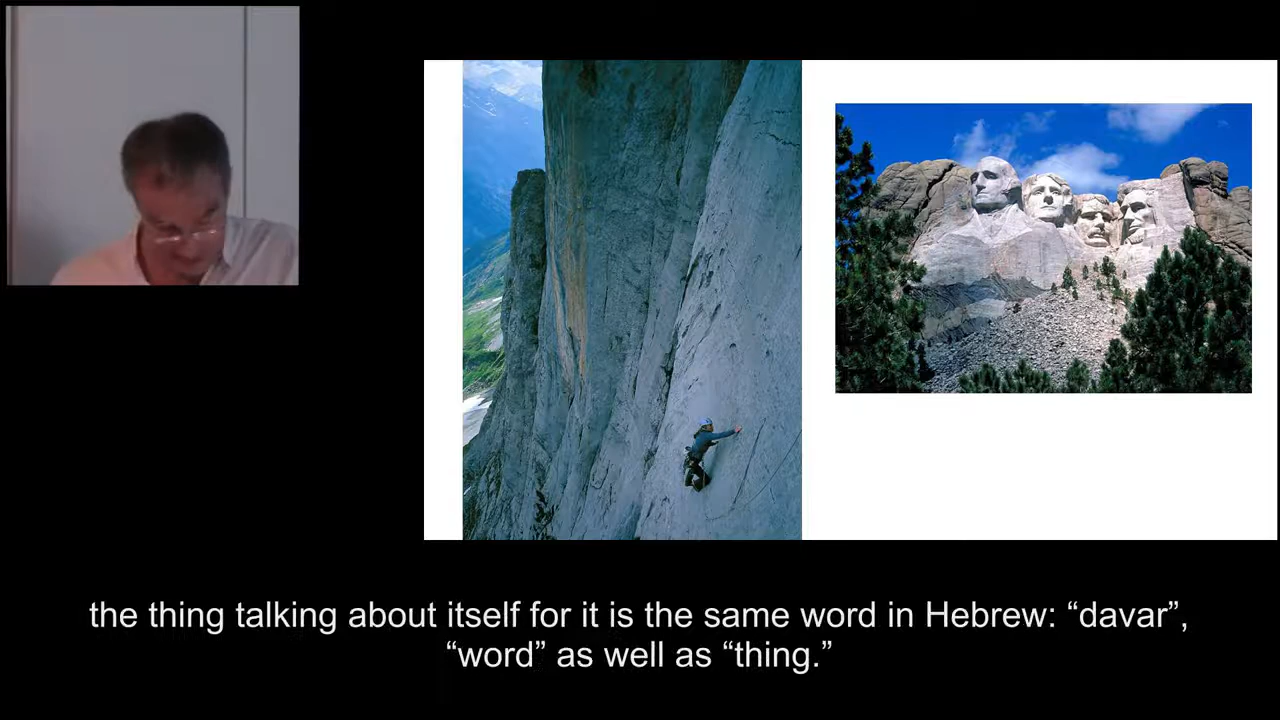 the thing talking about itself for it is the same word in Hebrew: “davar”,
“word” as well as “thing.”